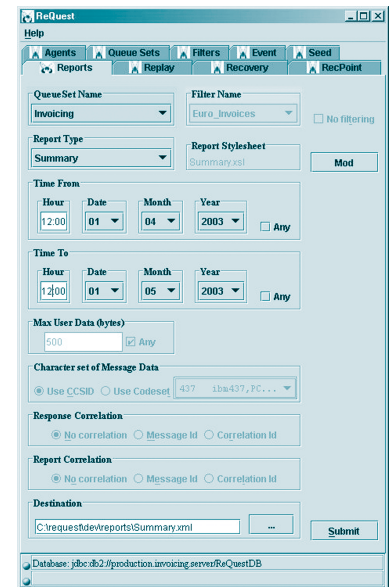 ReQuest
Help
Agents Queue Sets Filters Event Seed
Reports Replay Recovery RecPoint
QueueSet Name Filter Name
Invoicing Euro_Invoices No filtering
Report Type Report Stylesheet
Summary Summary.xsl Mod
Time From
Hour Date Month Year
12:00 01 04 2003 Any
Time To
Hour Date Month Year
12:00 01 05 2003 Any
Max User Data (bytes)
500 Any
Character set of Message Data
Use CCSID Use Codeset 437 ibm437,PC...
Response Correlation
No correlation Message Id Correlation Id
Report Correlation
No correlation Message Id Correlation Id
Destination
C:\request\dev\reports\Summary.xml ... Submit
Database: jdbc:db2://production.invoicing.server/ReQuestDB